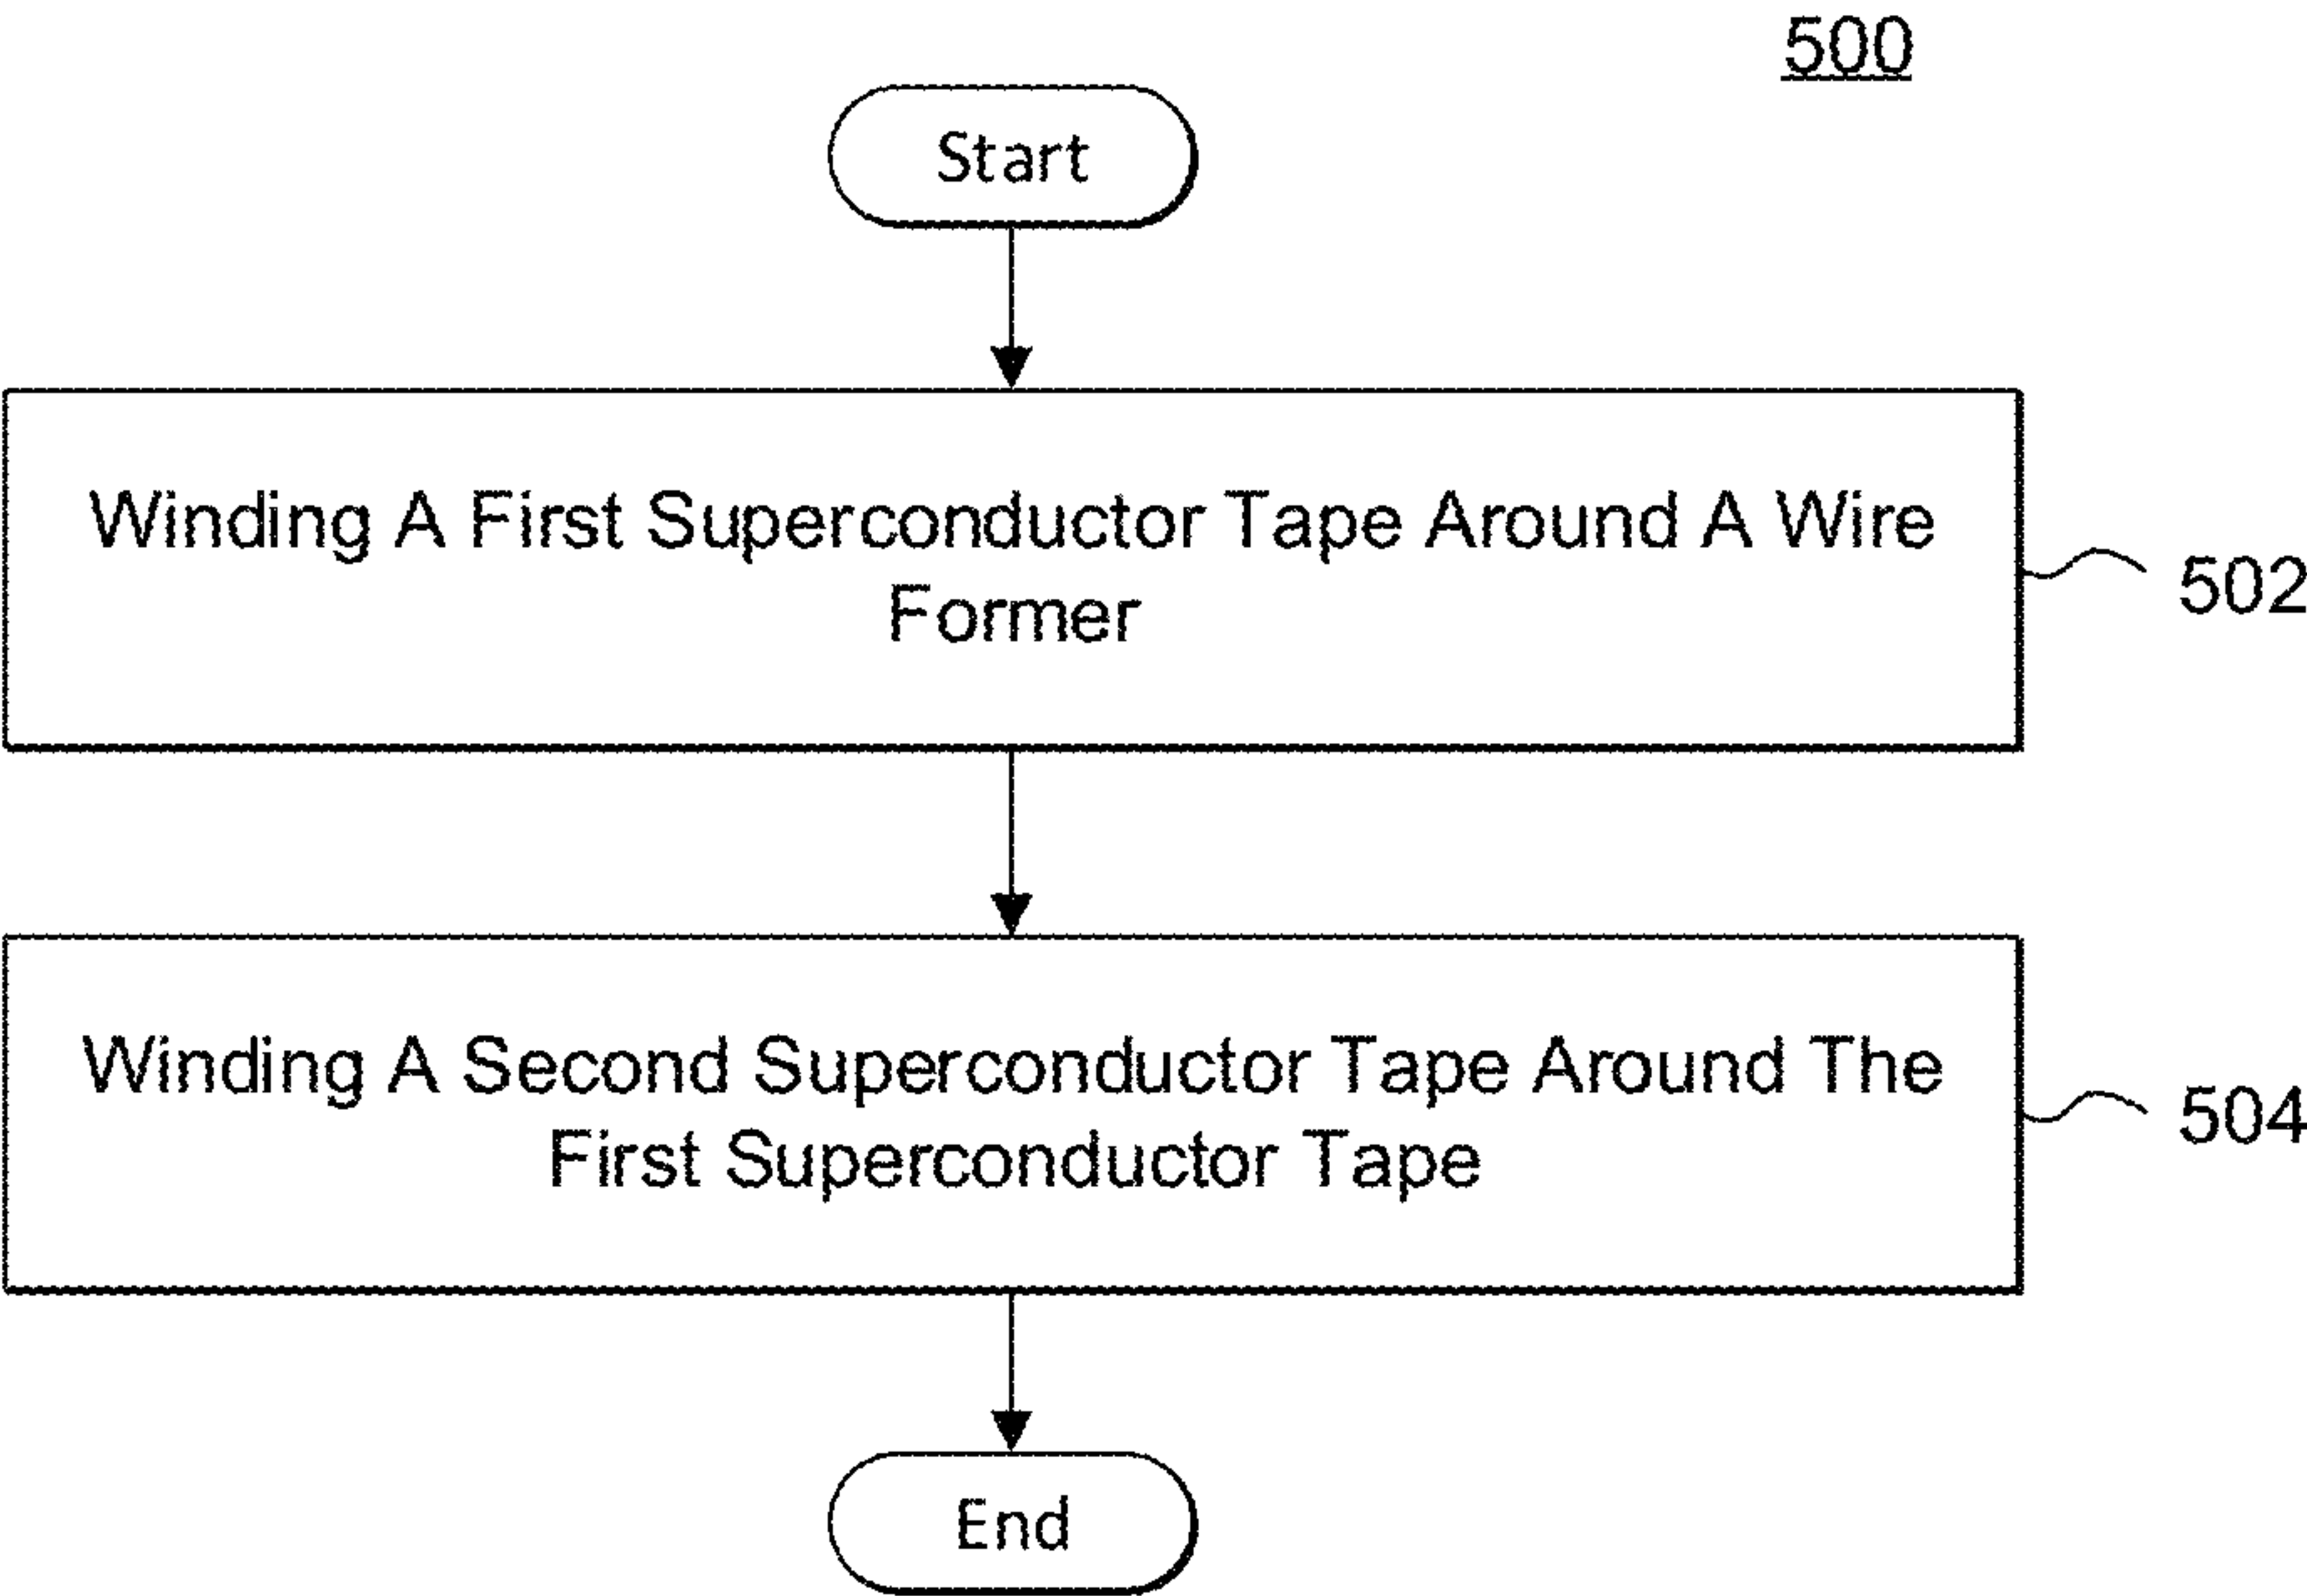 500
Start
Winding A First Superconductor Tape Around A Wire
Former
502
Winding A Second Superconductor Tape Around The
First Superconductor Tape
504
End